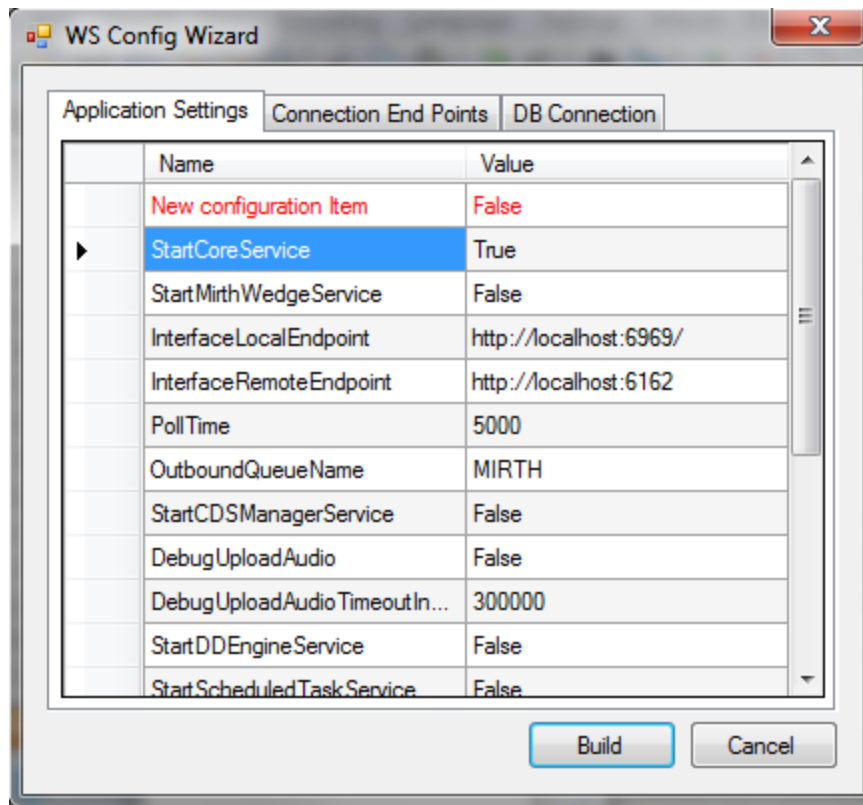 WS Config Wizard
Application Settings Connection End Points DB Connection
Name Value
New configuration Item False
StartCoreService True
StartMirthWedgeService False
InterfaceLocalEndpoint http://localhost:6969/
InterfaceRemoteEndpoint http://localhost:6162
PollTime 5000
OutboundQueueName MIRTH
StartCDSManagerService False
DebugUploadAudio False
DebugUploadAudioTimeoutIn... 300000
StartDDEngineService False
StartScheduledTaskService False
Build Cancel